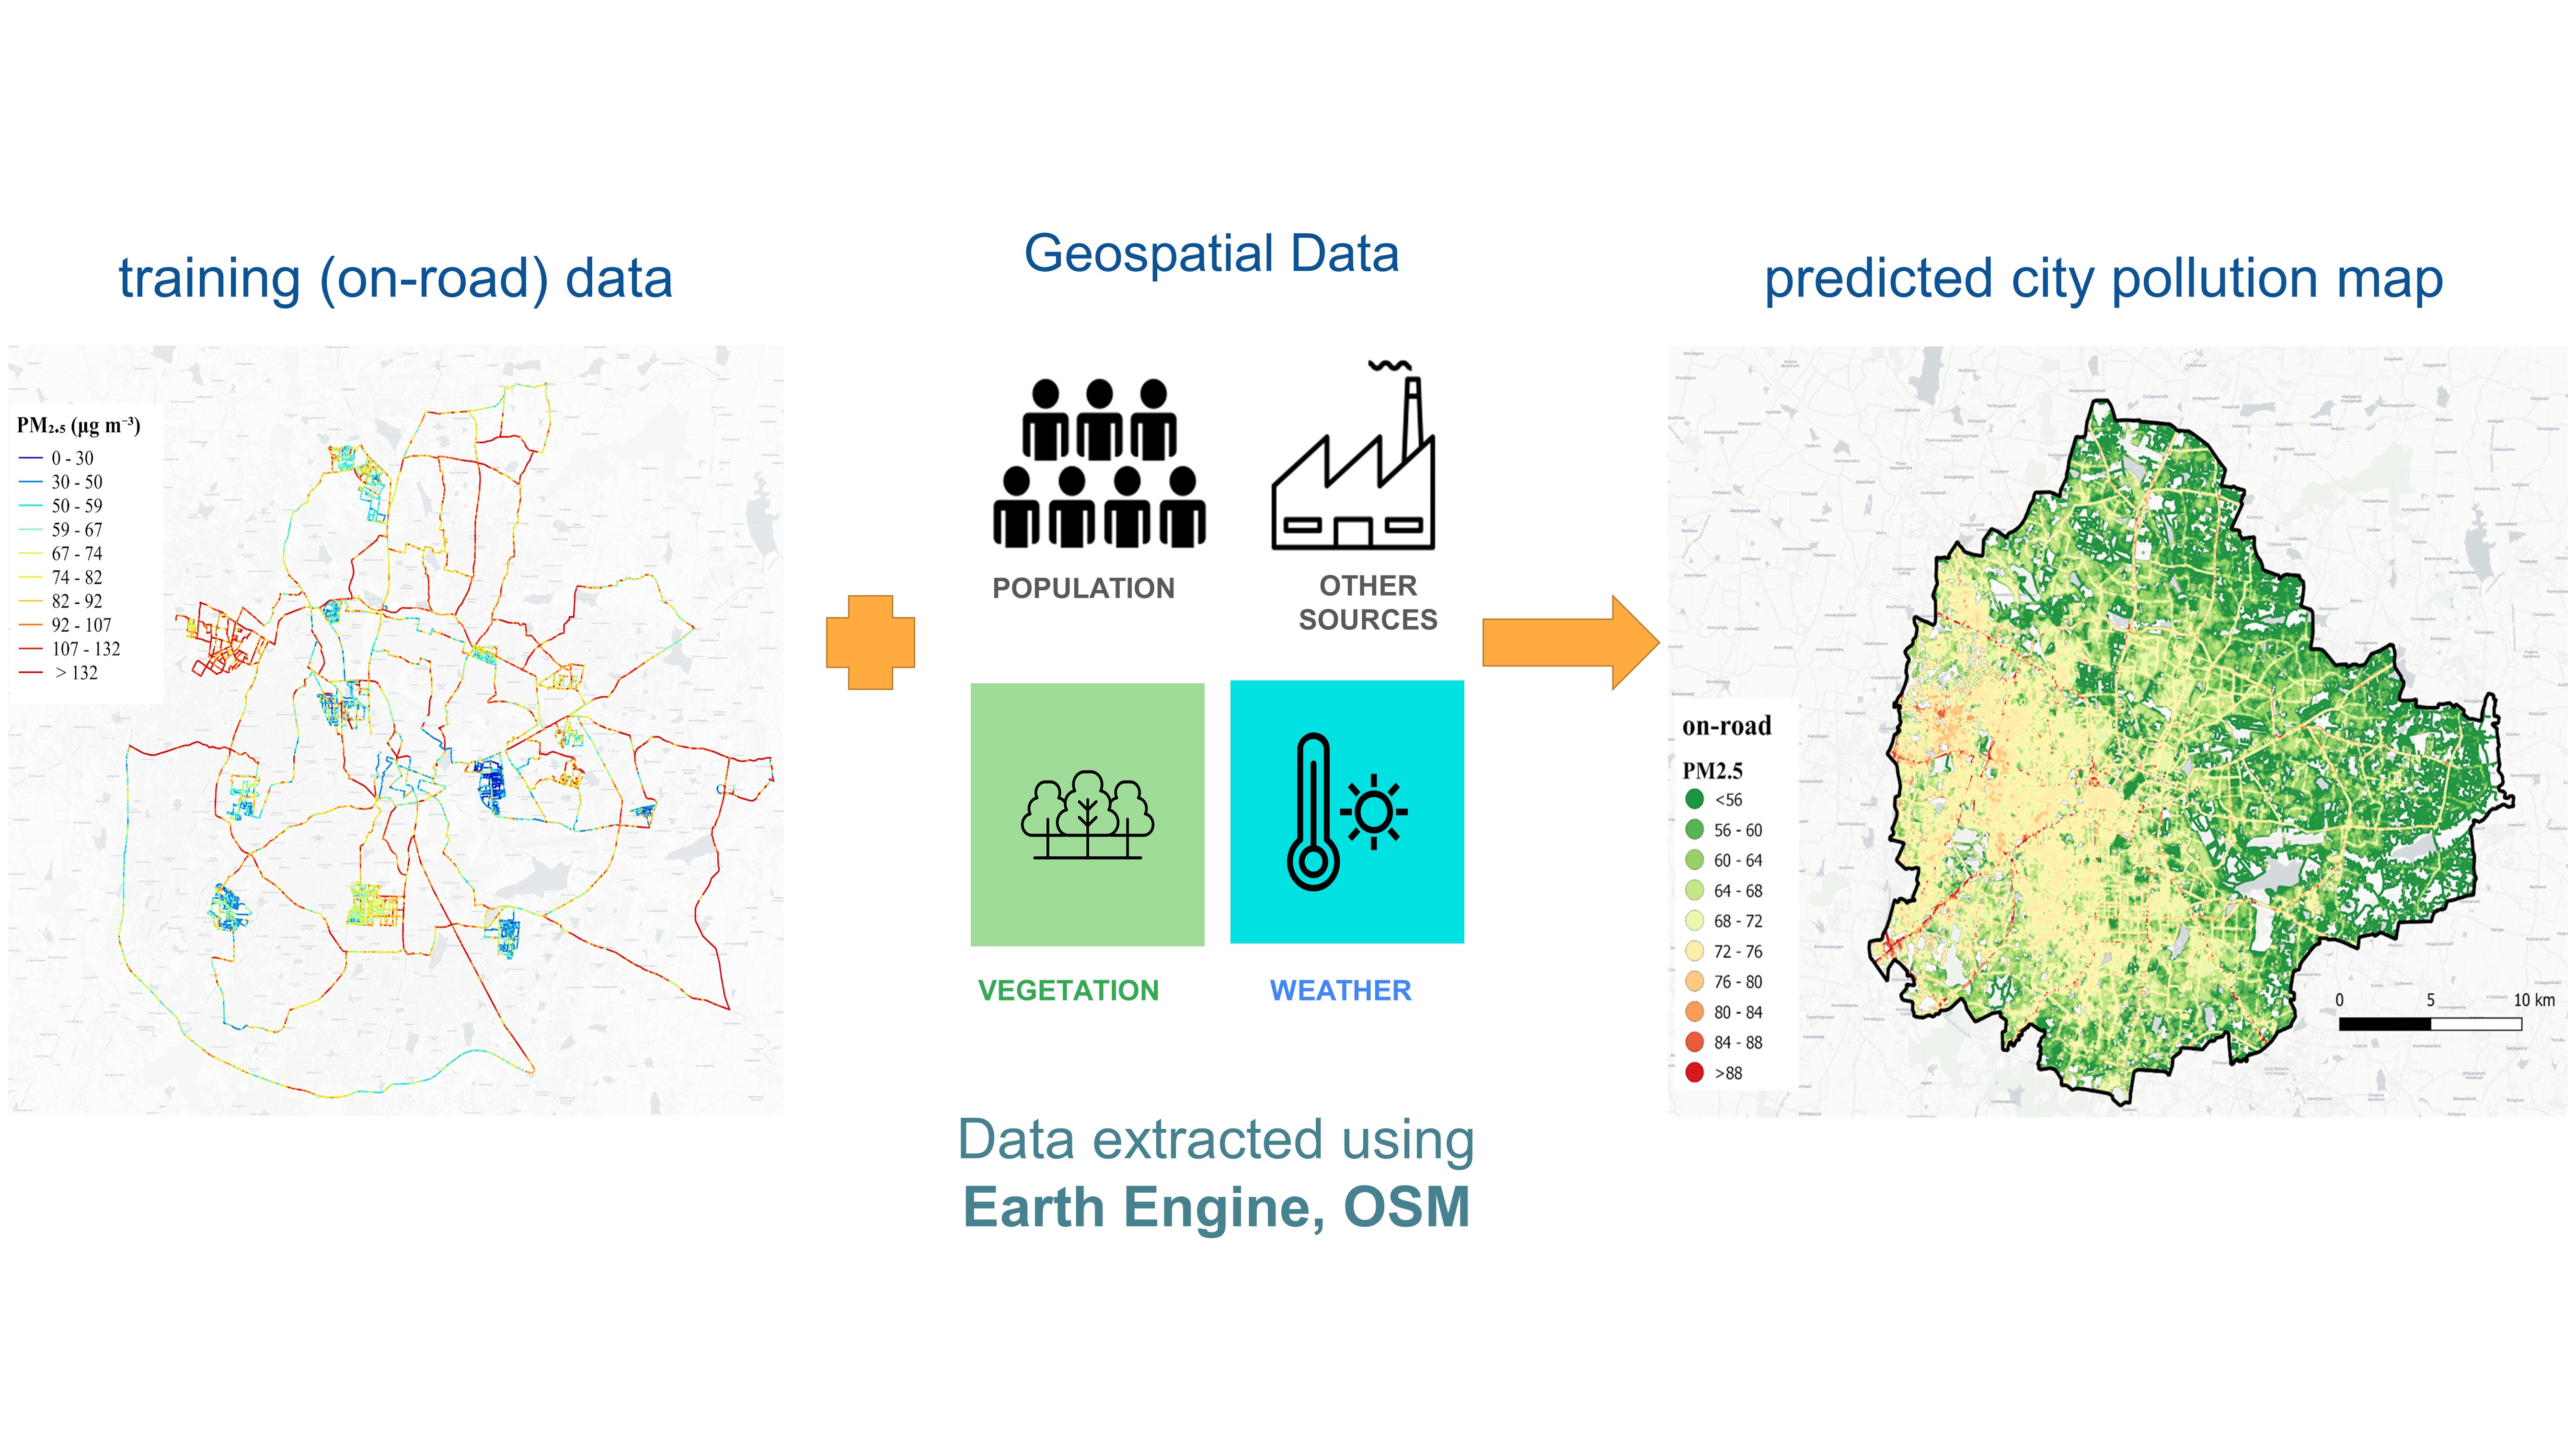 training (on-road) data
PM₂.₅ (µg m⁻³)
0 - 30
30 - 50
50 - 59
59 - 67
67 - 74
74 - 82
82 - 92
92 - 107
107 - 132
> 132
Geospatial Data
POPULATION
OTHER
SOURCES
VEGETATION
WEATHER
Data extracted using
Earth Engine, OSM
predicted city pollution map
on-road
PM2.5
<56
56 - 60
60 - 64
64 - 68
68 - 72
72 - 76
76 - 80
80 - 84
84 - 88
>88
0 5 10 km